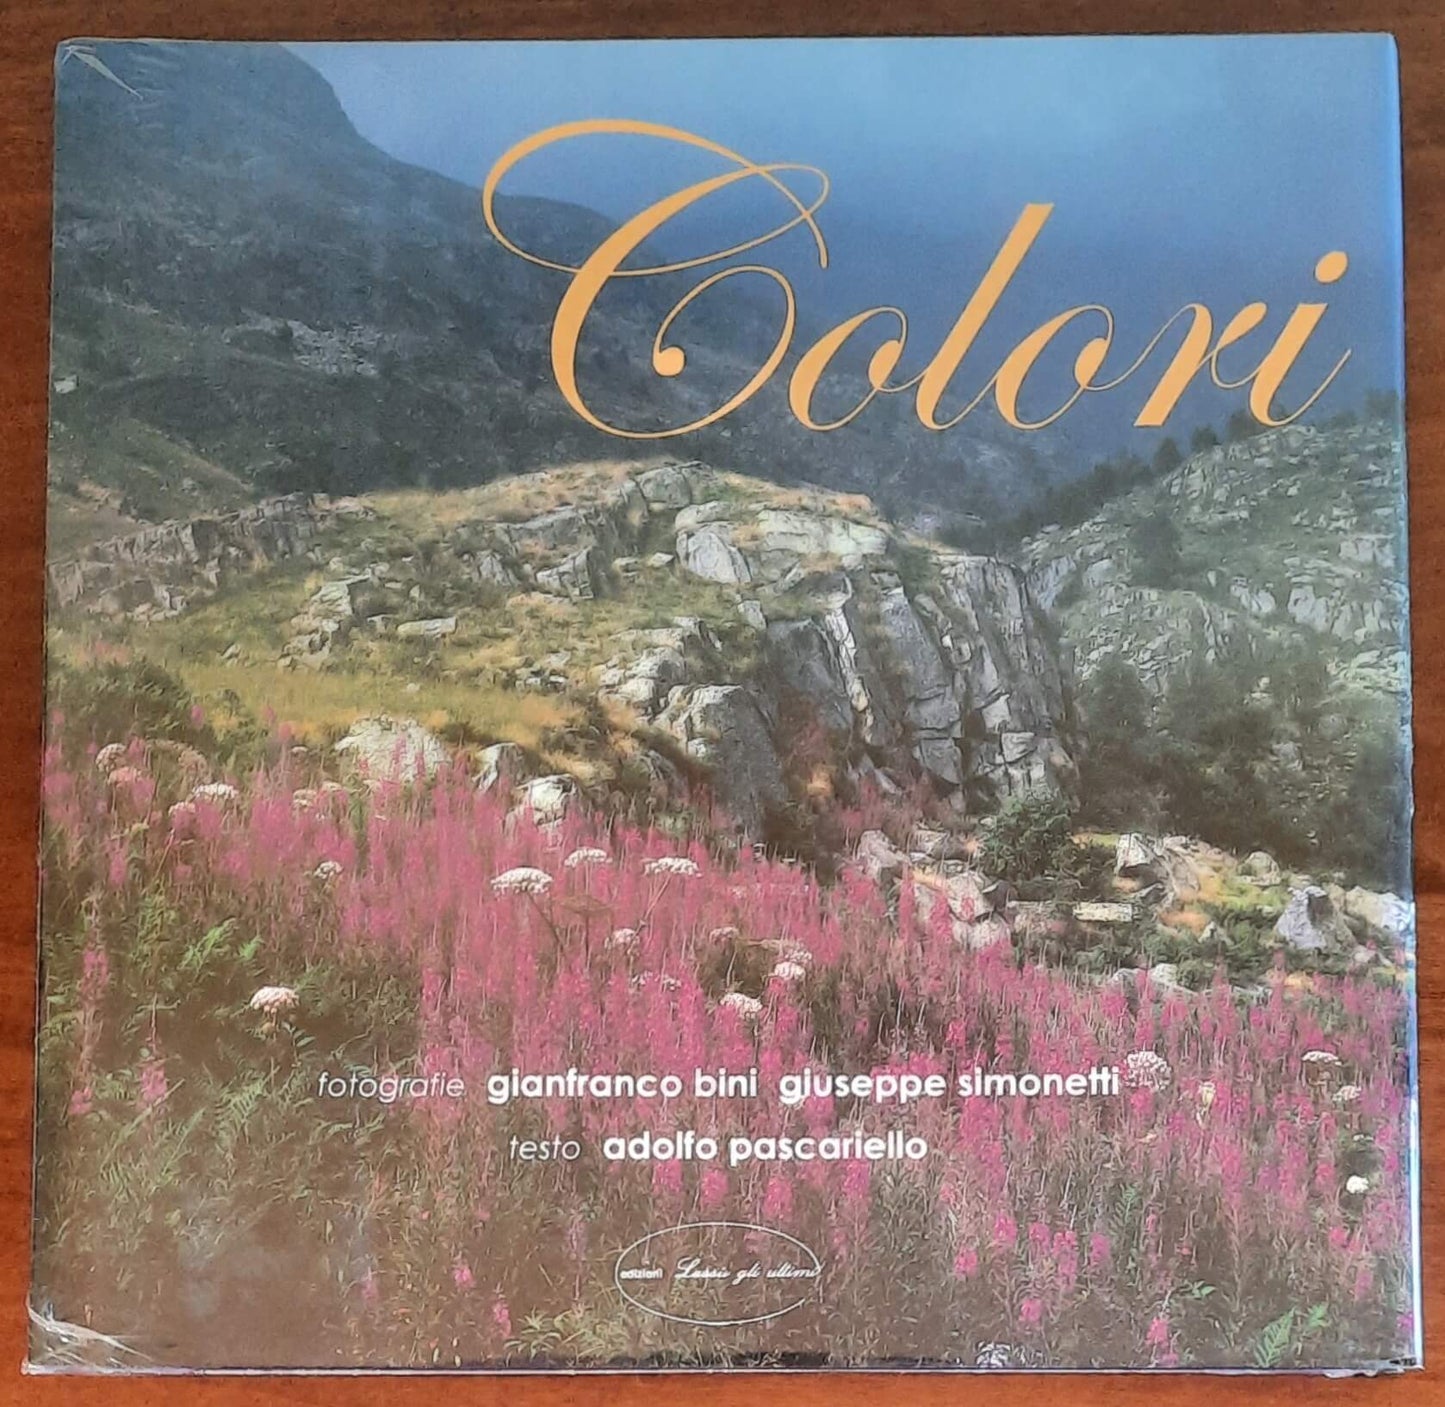 Colori
fotografie gianfranco bini giuseppe simonetti
testo adolfo pascariello
edizioni Lassù gli ultimi